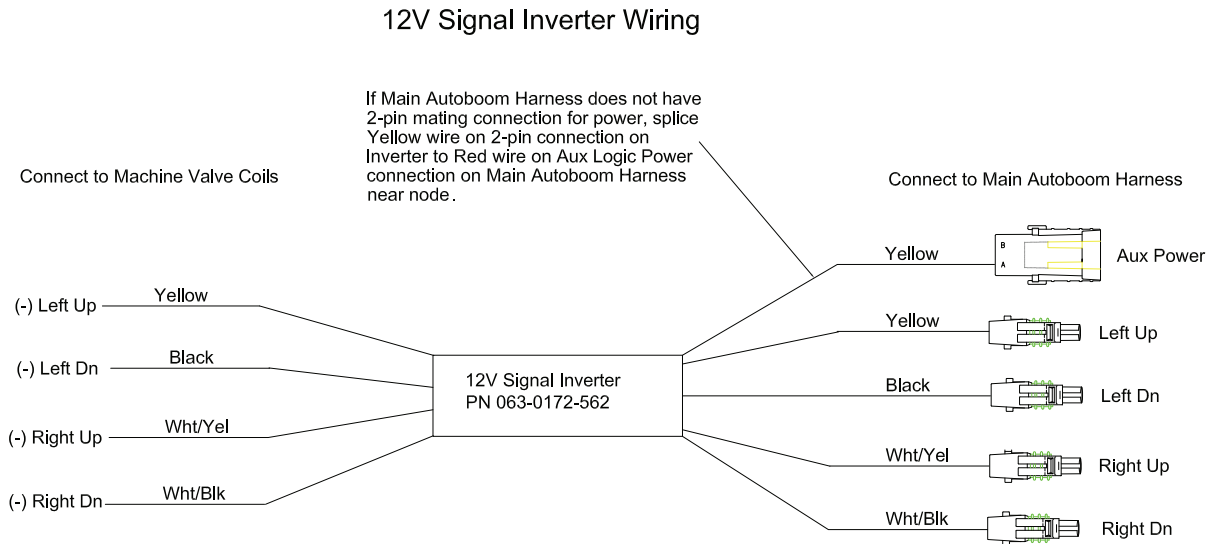 12V Signal Inverter Wiring
If Main Autoboom Harness does not have
2-pin mating connection for power, splice
Yellow wire on 2-pin connection on
Inverter to Red wire on Aux Logic Power
connection on Main Autoboom Harness
near node.
Connect to Machine Valve Coils
Connect to Main Autoboom Harness
Yellow
B
A
Aux Power
(-) Left Up
Yellow
Yellow
Left Up
(-) Left Dn
Black
12V Signal Inverter
PN 063-0172-562
Black
Left Dn
(-) Right Up
Wht/Yel
Wht/Yel
Right Up
(-) Right Dn
Wht/Blk
Wht/Blk
Right Dn